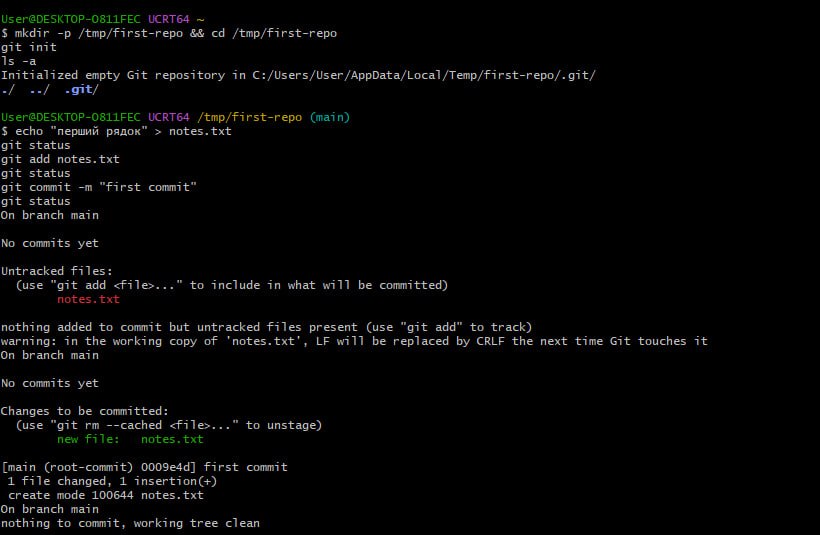 User@DESKTOP-O811FEC UCRT64 ~
$ mkdir -p /tmp/first-repo && cd /tmp/first-repo
git init
ls -a
Initialized empty Git repository in C:/Users/User/AppData/Local/Temp/first-repo/.git/
./  ../  .git/

User@DESKTOP-O811FEC UCRT64 /tmp/first-repo (main)
$ echo "перший рядок" > notes.txt
git status
git add notes.txt
git status
git commit -m "first commit"
git status
On branch main

No commits yet

Untracked files:
  (use "git add <file>..." to include in what will be committed)
        notes.txt

nothing added to commit but untracked files present (use "git add" to track)
warning: in the working copy of 'notes.txt', LF will be replaced by CRLF the next time Git touches it
On branch main

No commits yet

Changes to be committed:
  (use "git rm --cached <file>..." to unstage)
        new file:   notes.txt

[main (root-commit) 0009e4d] first commit
 1 file changed, 1 insertion(+)
 create mode 100644 notes.txt
On branch main
nothing to commit, working tree clean